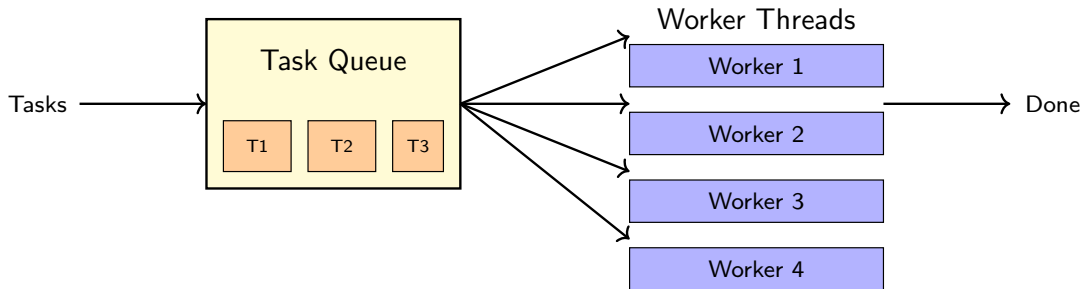 Tasks
Task Queue
T1
T2
T3
Worker Threads
Worker 1
Worker 2
Worker 3
Worker 4
Done